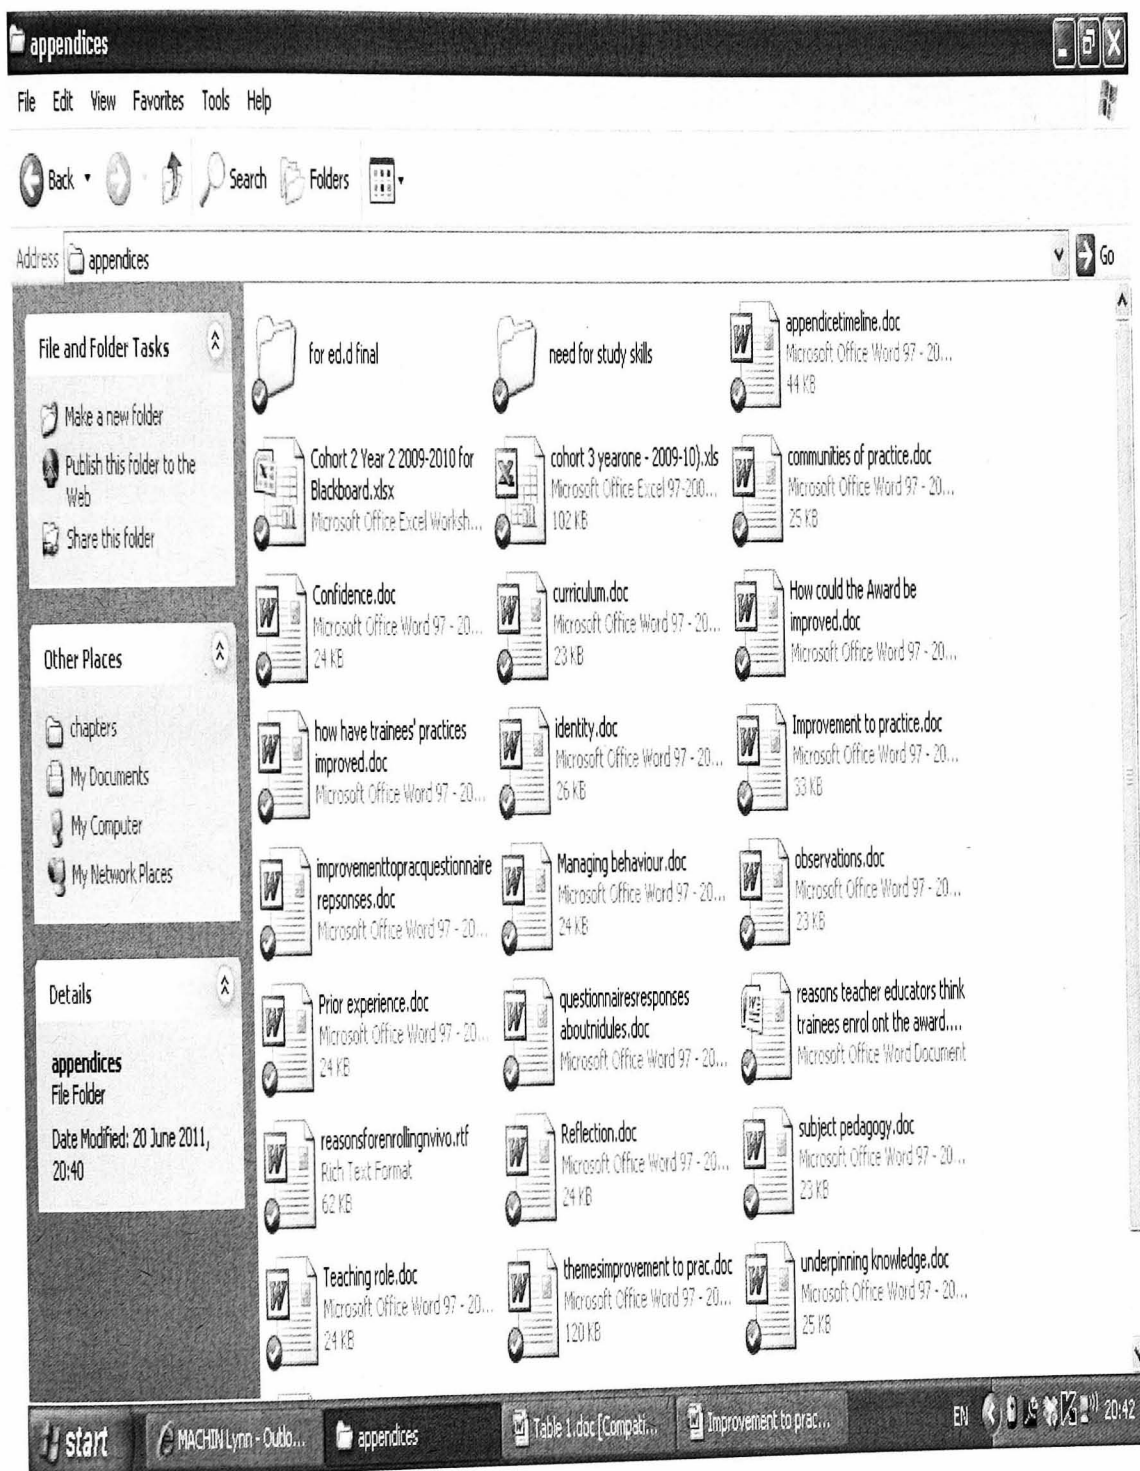 appendices
File Edit View Favorites Tools Help
Back Search Folders
Address appendices Go
File and Folder Tasks
Make a new folder
Publish this folder to the
Web
Share this folder
Other Places
chapters
My Documents
My Computer
My Network Places
Details
appendices
File Folder
Date Modified: 20 June 2011,
20:40
for ed.d final
need for study skills
appendicetimeline.doc
Microsoft Office Word 97 - 20...
44 KB
Cohort 2 Year 2 2009-2010 for
Blackboard.xlsx
Microsoft Office Excel Worksh...
cohort 3 yearone - 2009-10).xls
Microsoft Office Excel 97-200...
102 KB
communities of practice.doc
Microsoft Office Word 97 - 20...
25 KB
Confidence.doc
Microsoft Office Word 97 - 20...
24 KB
curriculum.doc
Microsoft Office Word 97 - 20...
23 KB
How could the Award be
improved.doc
Microsoft Office Word 97 - 20...
how have trainees' practices
improved.doc
Microsoft Office Word 97 - 20...
identity.doc
Microsoft Office Word 97 - 20...
26 KB
Improvement to practice.doc
Microsoft Office Word 97 - 20...
33 KB
improvementtopracquestionnaire
repsonses.doc
Microsoft Office Word 97 - 20...
Managing behaviour.doc
Microsoft Office Word 97 - 20...
24 KB
observations.doc
Microsoft Office Word 97 - 20...
23 KB
Prior experience.doc
Microsoft Office Word 97 - 20...
24 KB
questionnairesresponses
aboutnidules.doc
Microsoft Office Word 97 - 20...
reasons teacher educators think
trainees enrol ont the award....
Microsoft Office Word Document
reasonsforenrollingnvivo.rtf
Rich Text Format
62 KB
Reflection.doc
Microsoft Office Word 97 - 20...
24 KB
subject pedagogy.doc
Microsoft Office Word 97 - 20...
23 KB
Teaching role.doc
Microsoft Office Word 97 - 20...
24 KB
themesimprovement to prac.doc
Microsoft Office Word 97 - 20...
120 KB
underpinning knowledge.doc
Microsoft Office Word 97 - 20...
25 KB
start MACHIN Lynn - Outlo... appendices Table 1.doc [Compati... Improvement to prac... EN 20:42